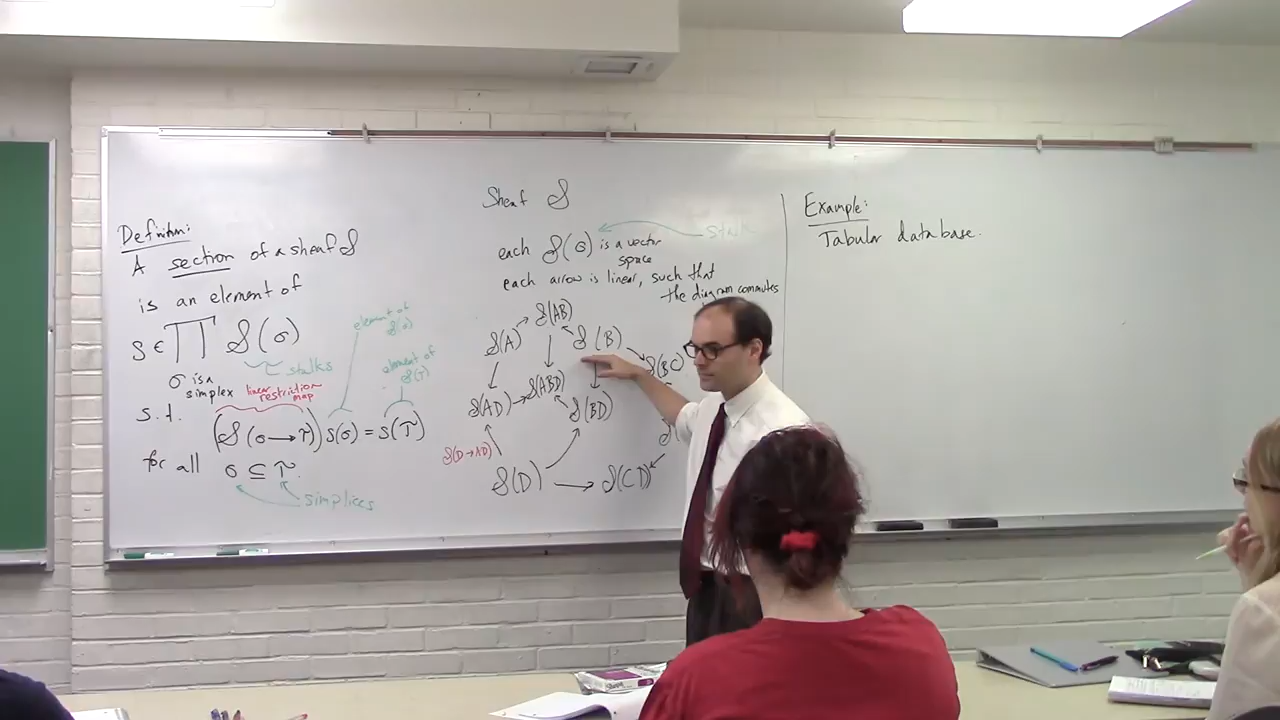 Definition:
A section of a sheaf S
is an element of
s ∈ ∏ S(σ)
σ is a
simplex
stalks
linear
restriction
map
element of
S(σ)
element of
S(τ)
s.t.
(S(σ→τ)) s(σ) = s(τ)
for all σ ⊆ τ.
simplices
Sheaf S
each S(σ) is a vector
space
stalk
each arrow is linear, such that
the diagram commutes
S(AB)
S(A)
S(B)
S(BC)
S(ABD)
S(AD)
S(BD)
S(D→AD)
S(D)
S(CD)
Example:
Tabular database.